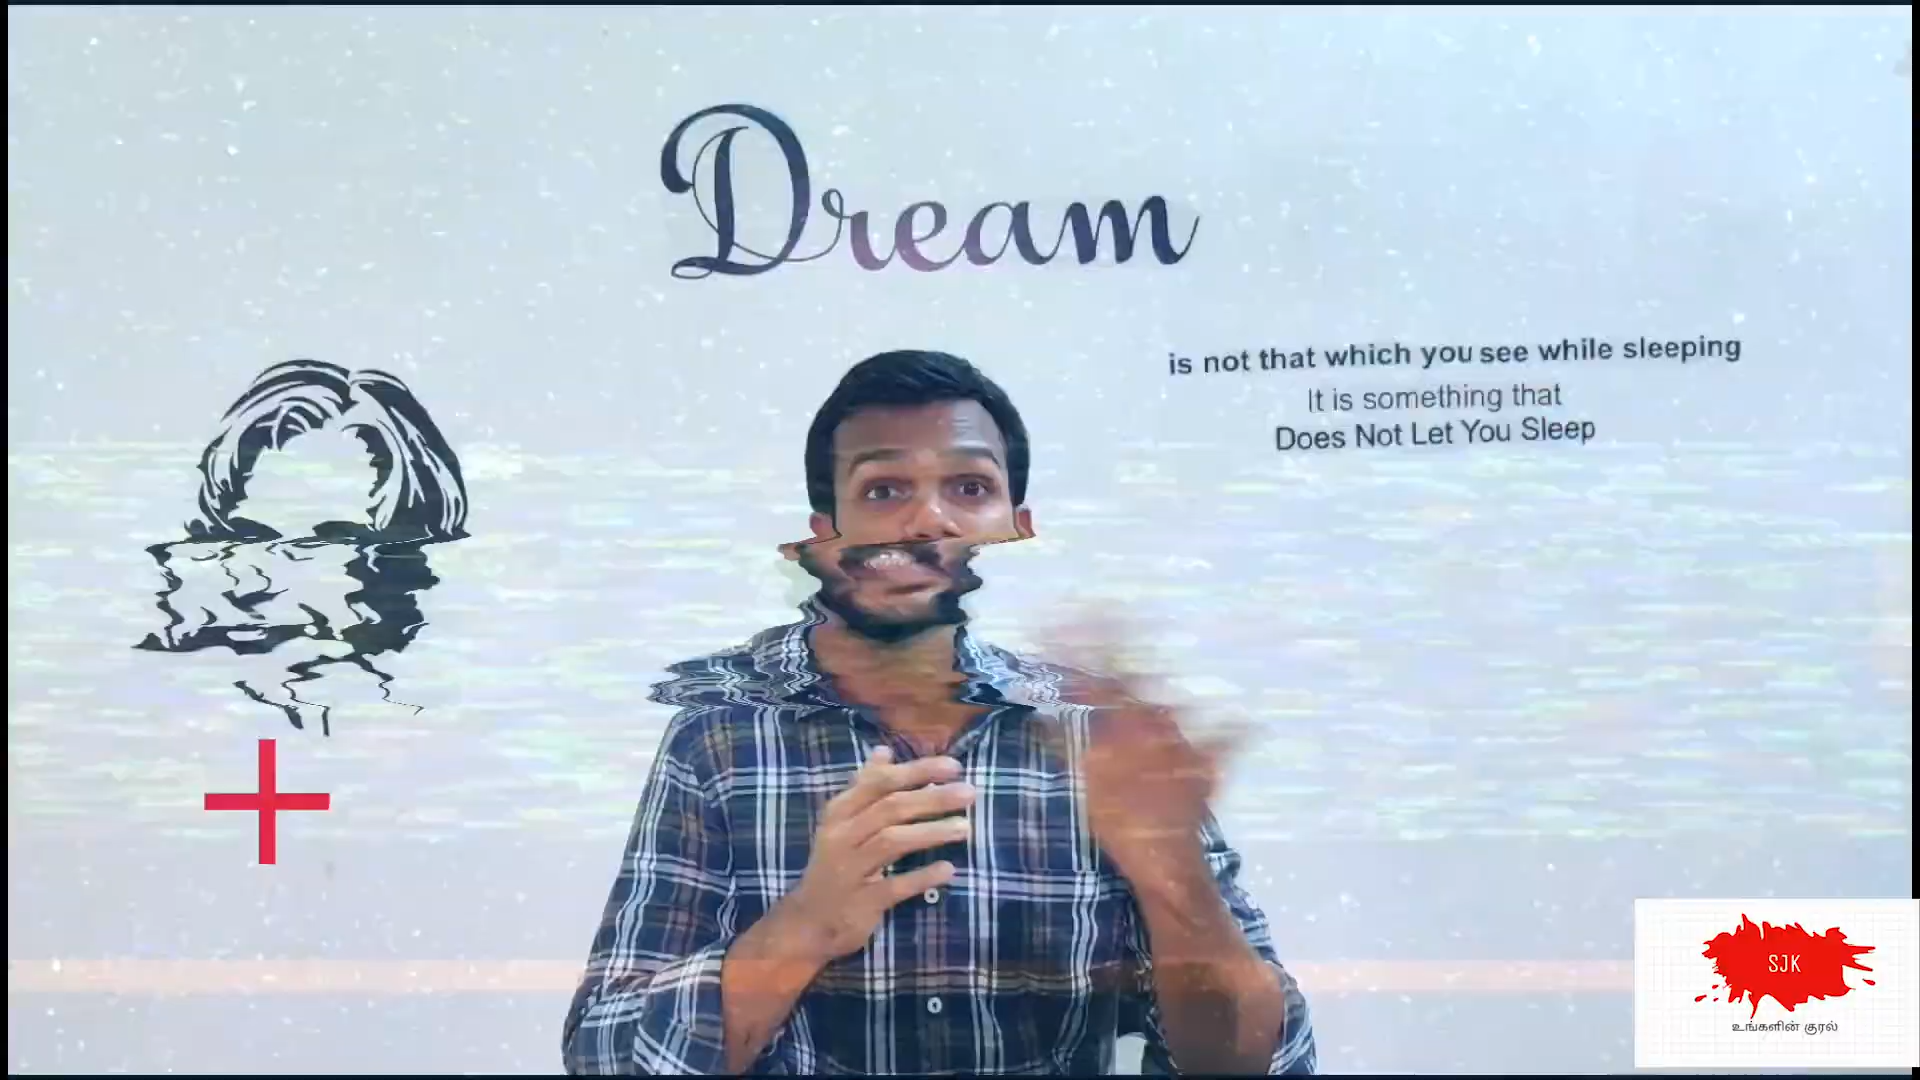 Dream
is not that which you see while sleeping
It is something that
Does Not Let You Sleep
SJK
உங்களின் குரல்